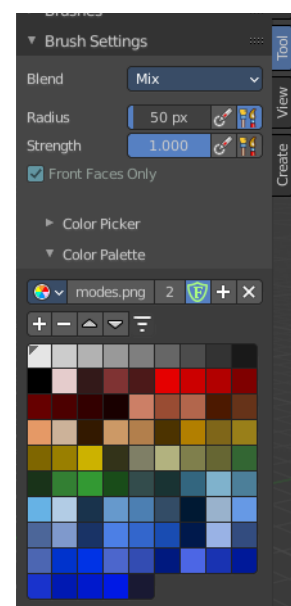 Brushes
Brush Settings
Blend Mix
Radius 50 px
Strength 1.000
Front Faces Only
Color Picker
Color Palette
modes.png 2 F
Tool
View
Create